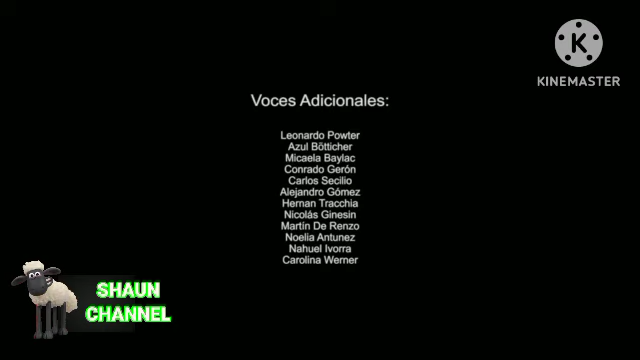 KINEMASTER
Voces Adicionales:
Leonardo Powter
Azul Bötticher
Micaela Baylac
Conrado Gerón
Carlos Secilio
Alejandro Gómez
Hernan Tracchia
Nicolás Ginesin
Martín De Renzo
Noelia Antunez
Nahuel Ivorra
Carolina Werner
SHAUN
CHANNEL